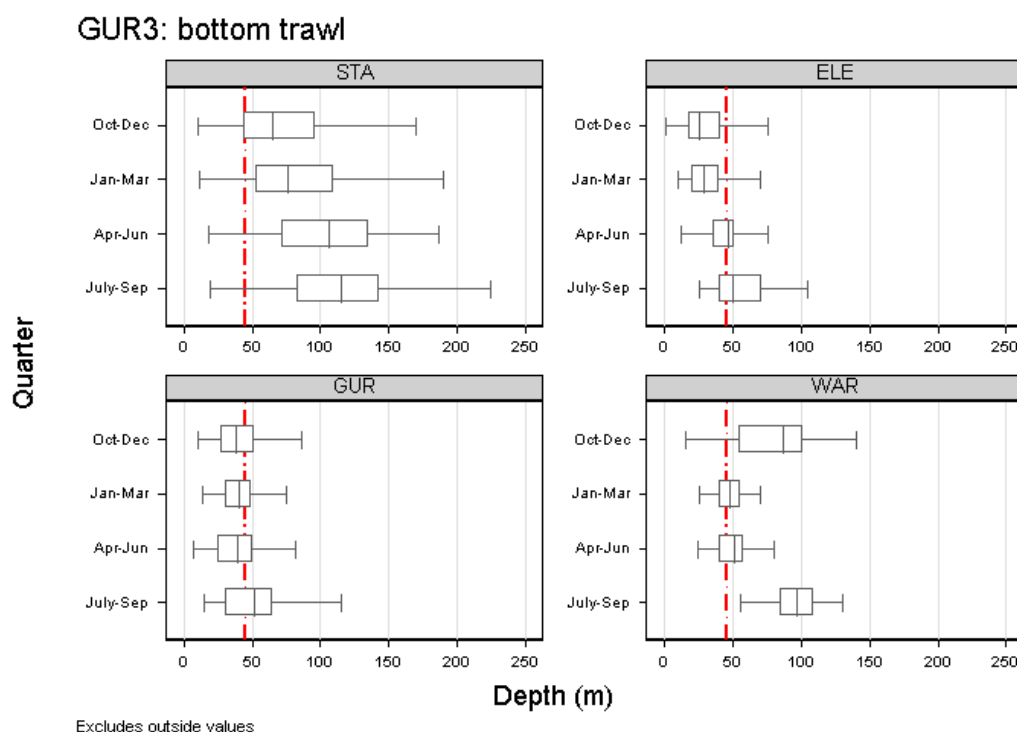 GUR3: bottom trawl
STA
Oct-Dec
Jan-Mar
Apr-Jun
July-Sep
0 50 100 150 200 250
ELE
Oct-Dec
Jan-Mar
Apr-Jun
July-Sep
0 50 100 150 200 250
Quarter
GUR
Oct-Dec
Jan-Mar
Apr-Jun
July-Sep
0 50 100 150 200 250
WAR
Oct-Dec
Jan-Mar
Apr-Jun
July-Sep
0 50 100 150 200 250
Depth (m)
Excludes outside values